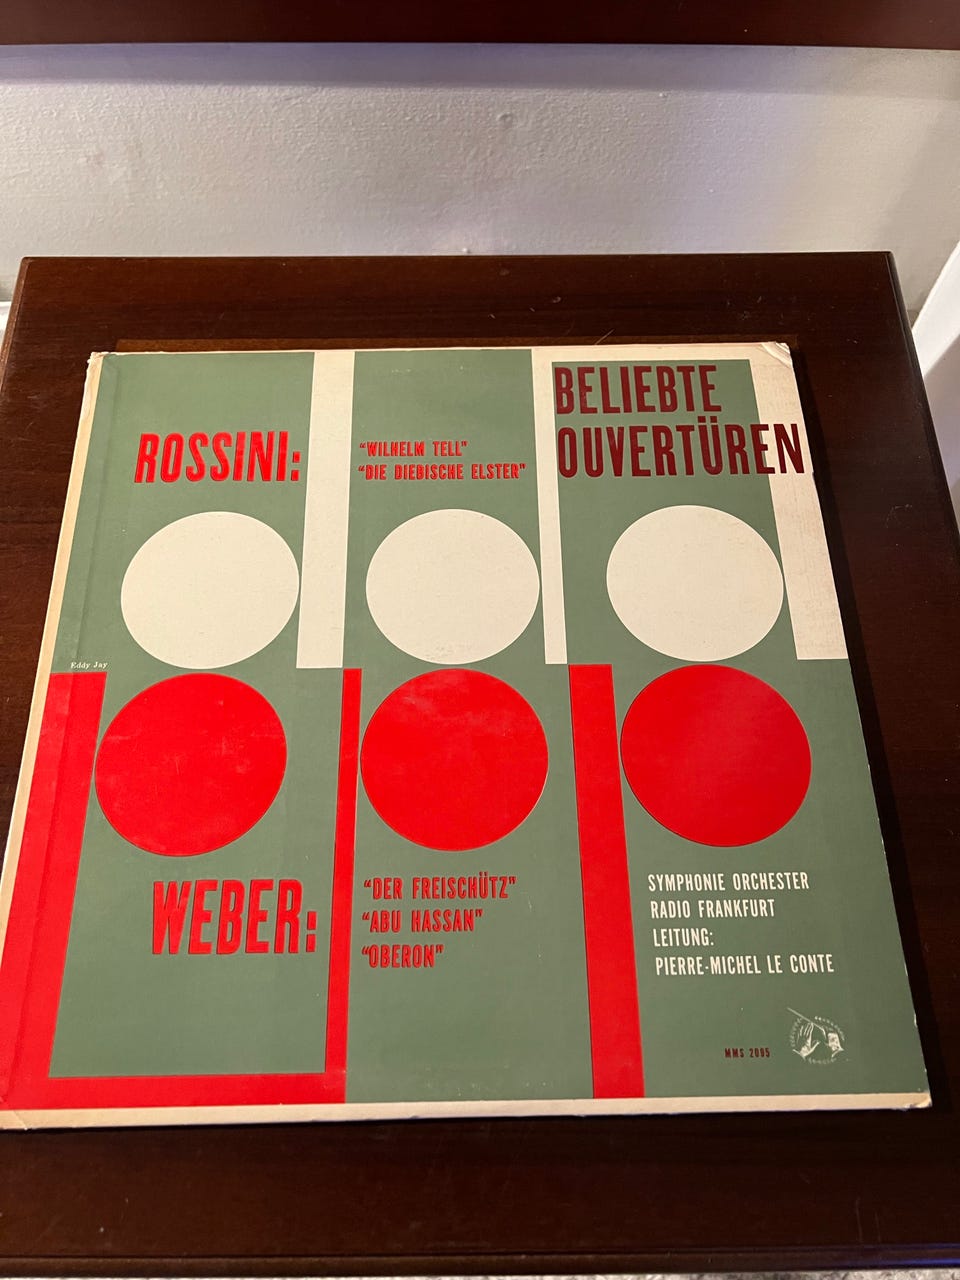 BELIEBTE
OUVERTÜREN
ROSSINI:
"WILHELM TELL"
"DIE DIEBISCHE ELSTER"
Eddy Jay
WEBER:
"DER FREISCHÜTZ"
"ABU HASSAN"
"OBERON"
SYMPHONIE ORCHESTER
RADIO FRANKFURT
LEITUNG:
PIERRE-MICHEL LE CONTE
MMS 2005